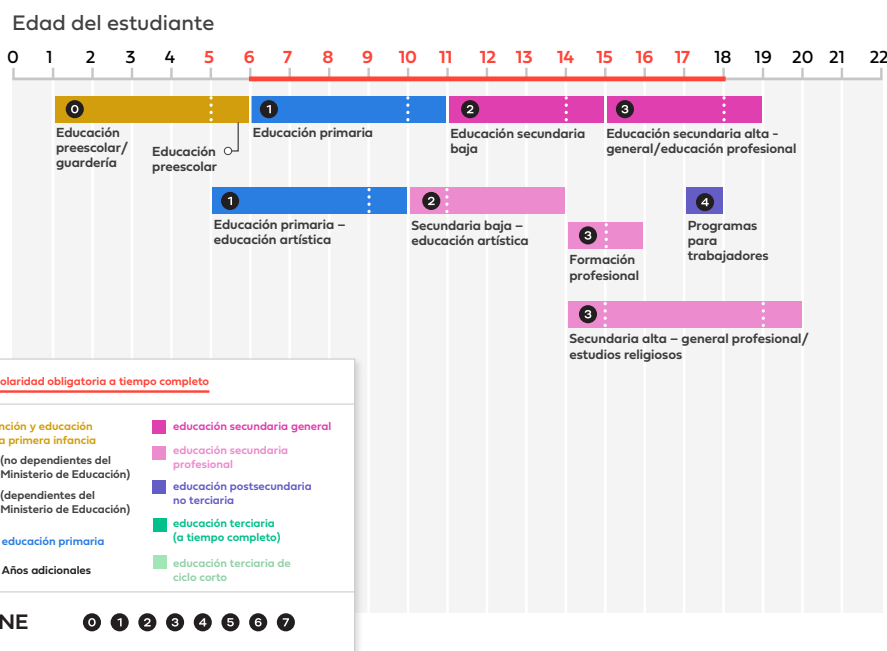 Edad del estudiante
0 1 2 3 4 5 6 7 8 9 10 11 12 13 14 15 16 17 18 19 20 21 22
0 1 2 3
Educación
preescolar/
guardería
Educación
preescolar
Educación primaria
Educación secundaria
baja
Educación secundaria alta -
general/educación profesional
1 2 4
Educación primaria –
educación artística
Secundaria baja –
educación artística
Programas
para
trabajadores
3
Formación
profesional
3
Secundaria alta – general profesional/
estudios religiosos
olaridad obligatoria a tiempo completo
nción y educación
a primera infancia
(no dependientes del
Ministerio de Educación)
(dependientes del
Ministerio de Educación)
educación primaria
Años adicionales
educación secundaria general
educación secundaria
profesional
educación postsecundaria
no terciaria
educación terciaria
(a tiempo completo)
educación terciaria de
ciclo corto
NE 0 1 2 3 4 5 6 7